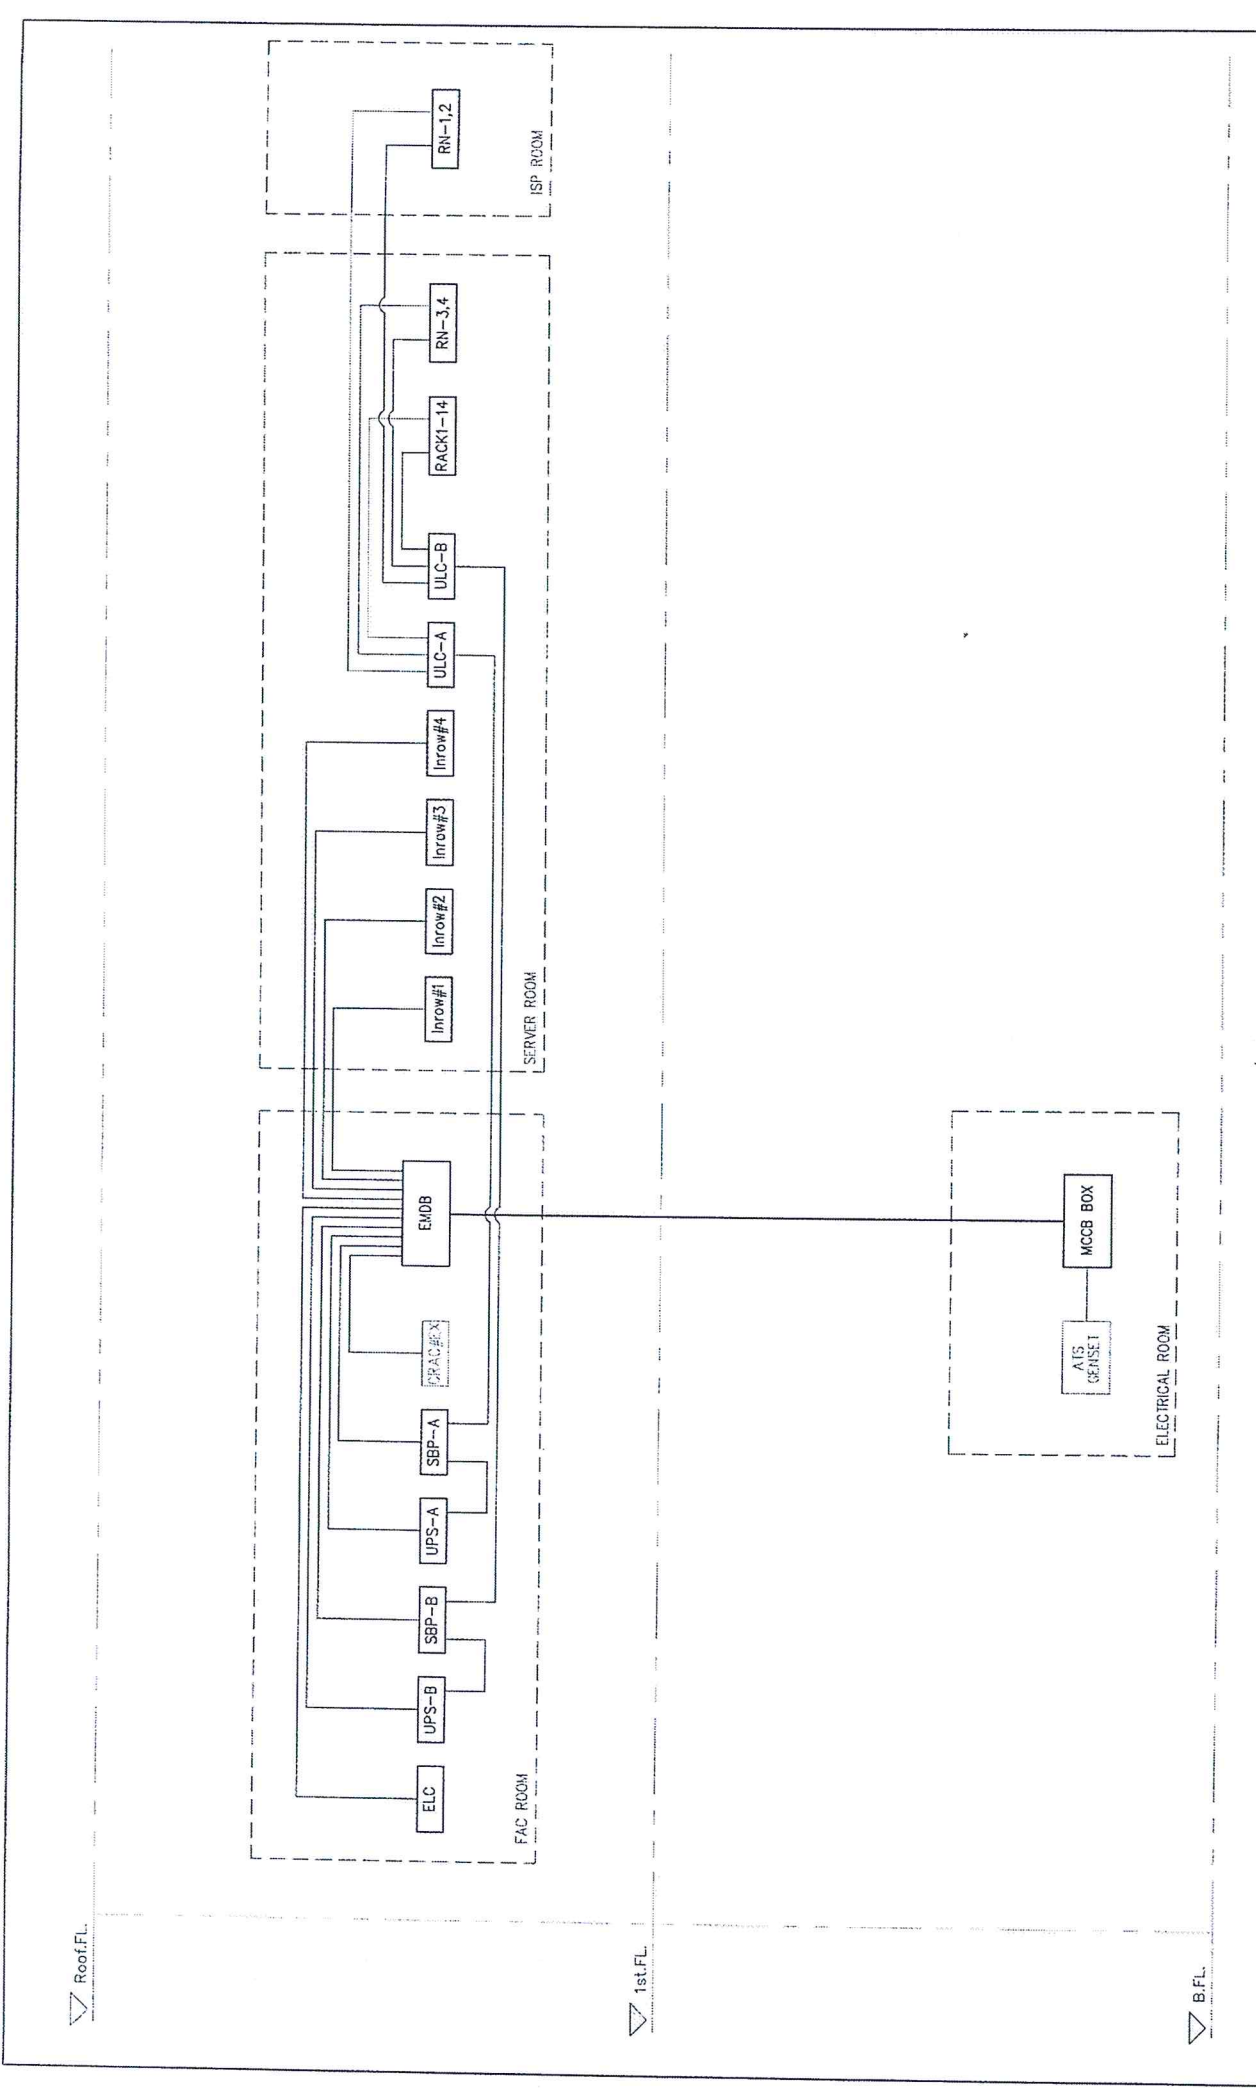 Roof.FL.
ELC
UPS-B
SBP-B
UPS-A
SBP-A
CRAC#EX
EMDB
FAC ROOM
Inrow#1
Inrow#2
Inrow#3
Inrow#4
ULC-A
ULC-B
RACK1-14
RN-3,4
SERVER ROOM
RN-1,2
ISP ROOM
1st.FL.
ATS
GENSET
MCCB BOX
ELECTRICAL ROOM
B.FL.